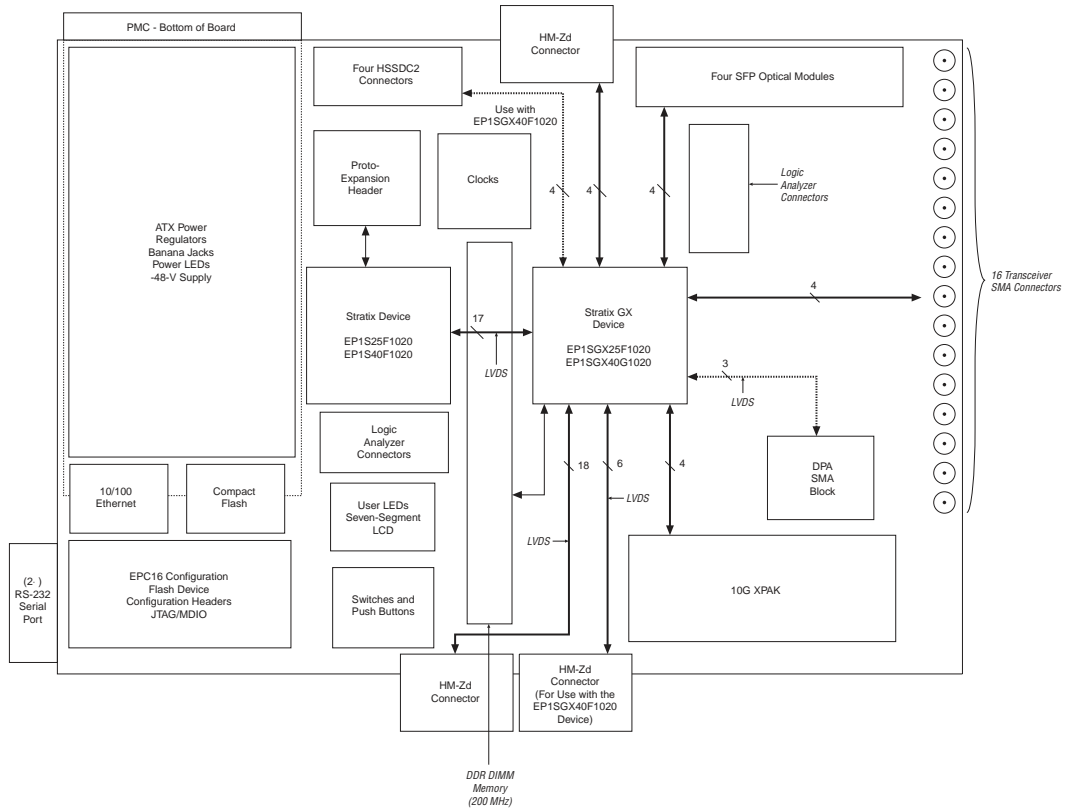 PMC - Bottom of Board
HM-Zd
Connector
Four HSSDC2
Connectors
Four SFP Optical Modules
Use with
EP1SGX40F1020
Proto-
Expansion
Header
Clocks
4
4
4
Logic
Analyzer
Connectors
ATX Power
Regulators
Banana Jacks
Power LEDs
-48-V Supply
16 Transceiver
SMA Connectors
Stratix Device
EP1S25F1020
EP1S40F1020
17
LVDS
Stratix GX
Device
EP1SGX25F1020
EP1SGX40G1020
4
3
LVDS
Logic
Analyzer
Connectors
18
6
4
DPA
SMA
Block
10/100
Ethernet
Compact
Flash
User LEDs
Seven-Segment
LCD
LVDS
LVDS
(2· )
RS-232
Serial
Port
EPC16 Configuration
Flash Device
Configuration Headers
JTAG/MDIO
Switches and
Push Buttons
10G XPAK
HM-Zd
Connector
HM-Zd
Connector
(For Use with the
EP1SGX40F1020
Device)
DDR DIMM
Memory
(200 MHz)